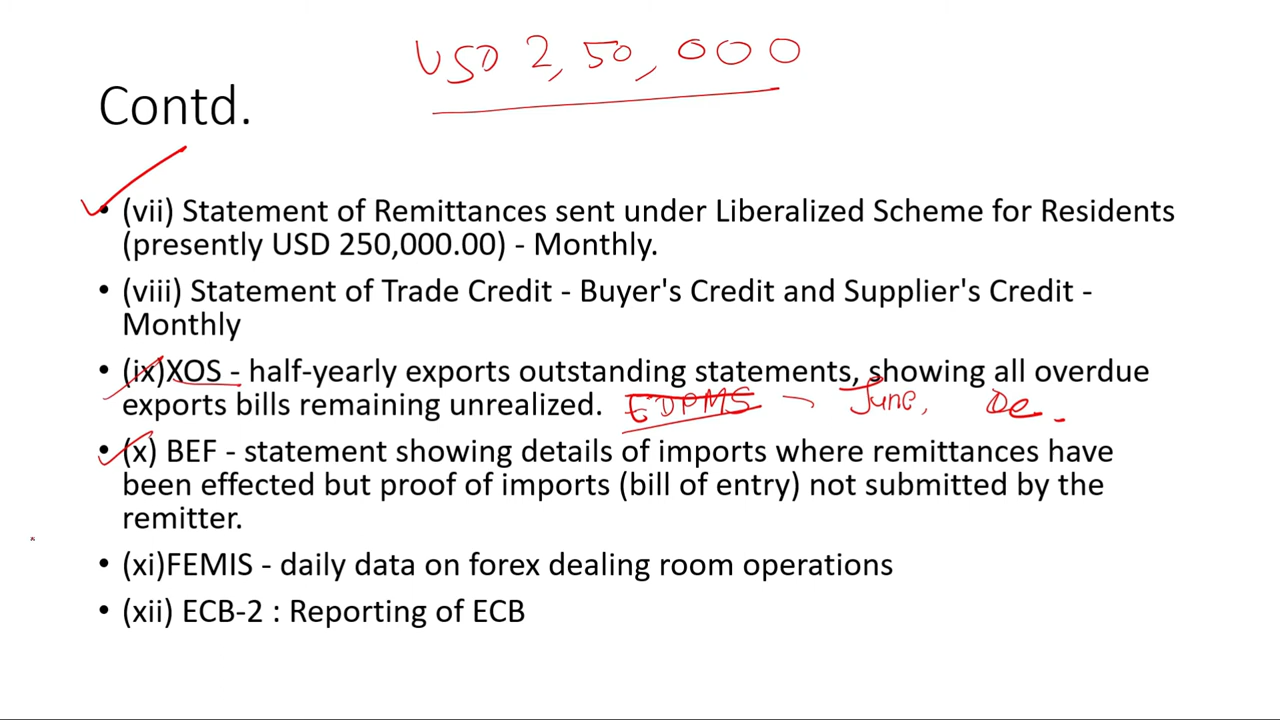 USD 2,50,000
Contd.
• (vii) Statement of Remittances sent under Liberalized Scheme for Residents
(presently USD 250,000.00) - Monthly.
• (viii) Statement of Trade Credit - Buyer's Credit and Supplier's Credit -
Monthly
• (ix)XOS - half-yearly exports outstanding statements, showing all overdue
exports bills remaining unrealized. EDPMS June, De
• (x) BEF - statement showing details of imports where remittances have
been effected but proof of imports (bill of entry) not submitted by the
remitter.
• (xi)FEMIS - daily data on forex dealing room operations
• (xii) ECB-2 : Reporting of ECB